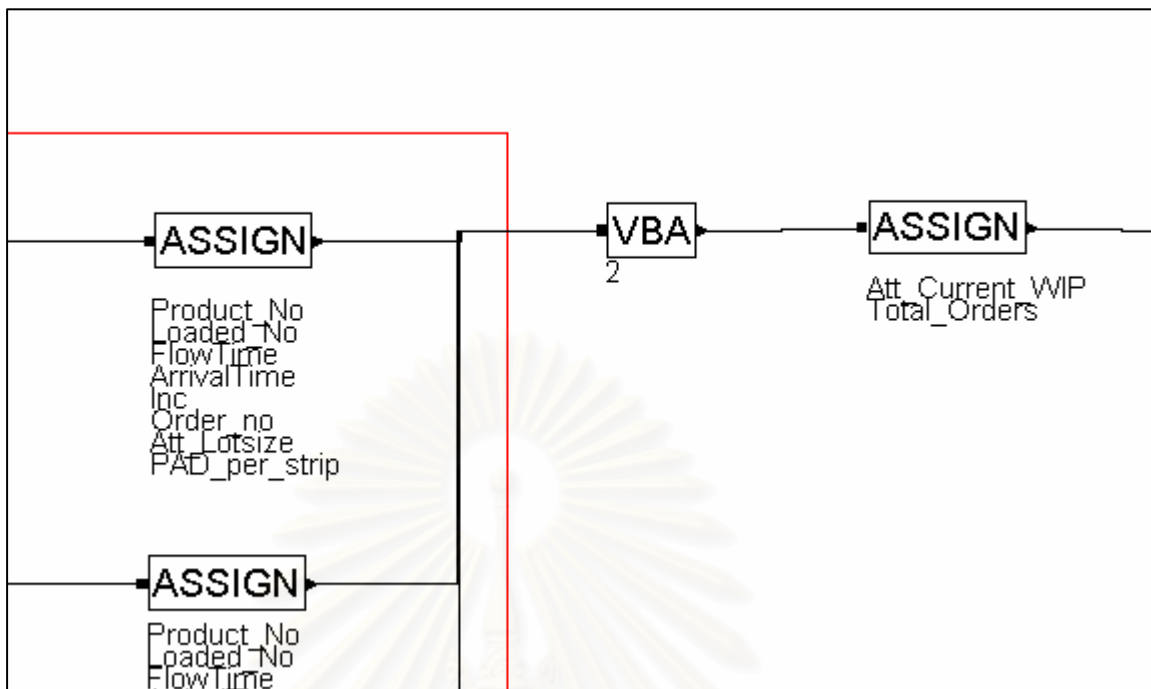 ASSIGN
Product_No
Loaded_No
FlowTime
ArrivalTime
Inc
Order_no
Att_Lotsize
PAD_per_strip
VBA
2
ASSIGN
Att_Current_WIP
Total_Orders
ASSIGN
Product_No
Loaded_No
FlowTime